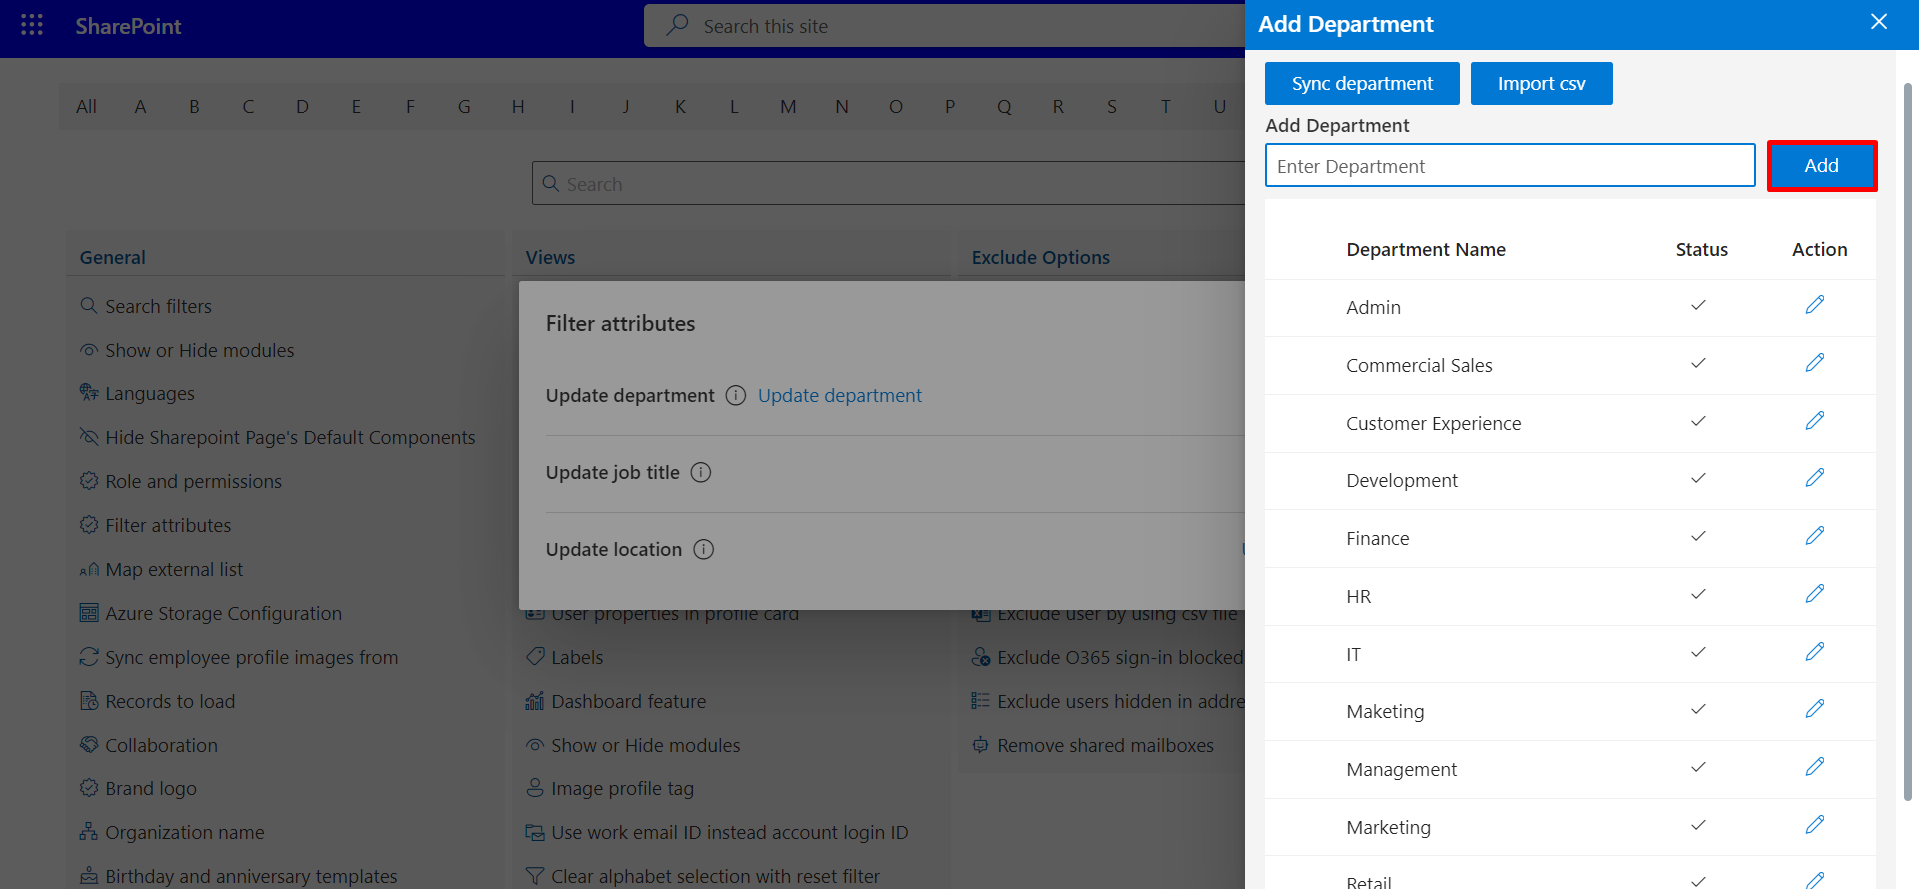 SharePoint
Search this site
All A B C D E F G H I J K L M N O P Q R S T U
Search
General
Search filters
Show or Hide modules
Languages
Hide Sharepoint Page's Default Components
Role and permissions
Filter attributes
Map external list
Azure Storage Configuration
Sync employee profile images from
Records to load
Collaboration
Brand logo
Organization name
Birthday and anniversary templates
Views
User properties in profile card
Labels
Dashboard feature
Show or Hide modules
Image profile tag
Use work email ID instead account login ID
Clear alphabet selection with reset filter
Exclude Options
Exclude user by using csv file
Exclude O365 sign-in blocked
Exclude users hidden in addre
Remove shared mailboxes
Filter attributes
Update department Update department
Update job title
Update location
Add Department
Sync department Import csv
Add Department
Enter Department Add
Department Name Status Action
Admin
Commercial Sales
Customer Experience
Development
Finance
HR
IT
Maketing
Management
Marketing
Retail